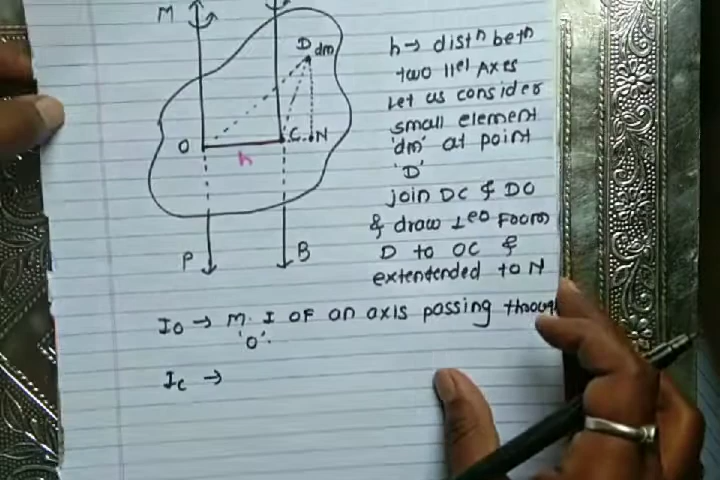 M
D dm
O
C
N
h
P
B
h → distⁿ betⁿ
two llel Axes
Let us consider
small element
'dm' at point
'D'
join DC & DO
& draw ⊥eo From
D to OC &
extentended to N
Io → M.I OF an axis passing through
'O'.
Ic →